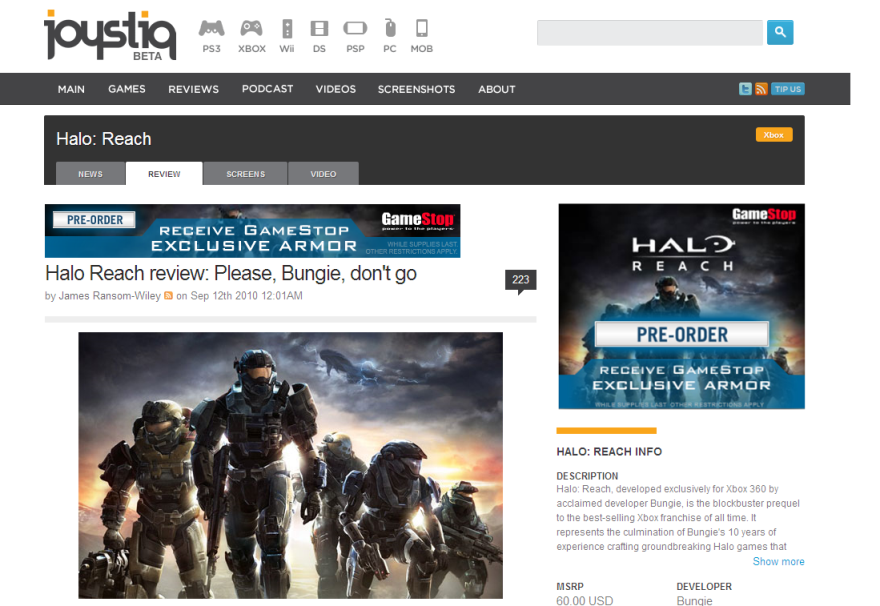 joystiq
BETA
PS3 XBOX Wii DS PSP PC MOB
MAIN GAMES REVIEWS PODCAST VIDEOS SCREENSHOTS ABOUT
TIP US
Halo: Reach
Xbox
NEWS REVIEW SCREENS VIDEO
PRE-ORDER
RECEIVE GAMESTOP
EXCLUSIVE ARMOR
GameStop
power to the players
WHILE SUPPLIES LAST
OTHER RESTRICTIONS APPLY
Halo Reach review: Please, Bungie, don't go
223
by James Ransom-Wiley on Sep 12th 2010 12:01AM
GameStop
power to the players
HALO
REACH
PRE-ORDER
RECEIVE GAMESTOP
EXCLUSIVE ARMOR
WHILE SUPPLIES LAST OTHER RESTRICTIONS APPLY
HALO: REACH INFO
DESCRIPTION
Halo: Reach, developed exclusively for Xbox 360 by
acclaimed developer Bungie, is the blockbuster prequel
to the best-selling Xbox franchise of all time. It
represents the culmination of Bungie's 10 years of
experience crafting groundbreaking Halo games that
Show more
MSRP DEVELOPER
60.00 USD Bungie